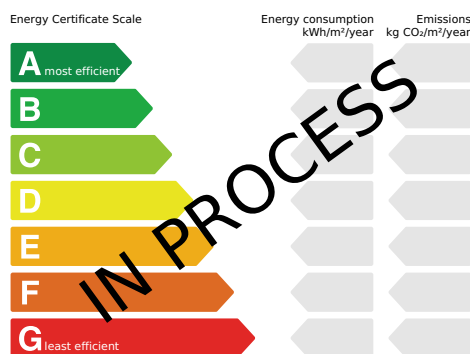 Energy Certificate Scale
Energy consumption
kWh/m²/year
Emissions
kg CO₂/m²/year
A most efficient
B
C
D
E
F
G least efficient
IN PROCESS